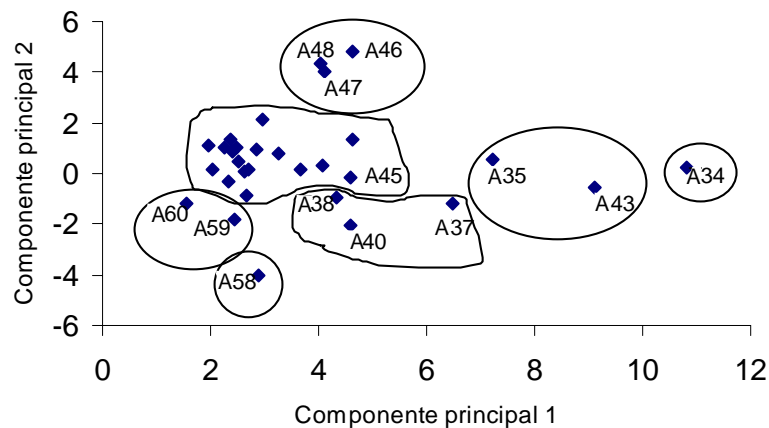 6
4
2
0
-2
-4
-6
Componente principal 2
A48 A46
A47
A45
A35
A34
A43
A38
A37
A40
A60
A59
A58
0 2 4 6 8 10 12
Componente principal 1